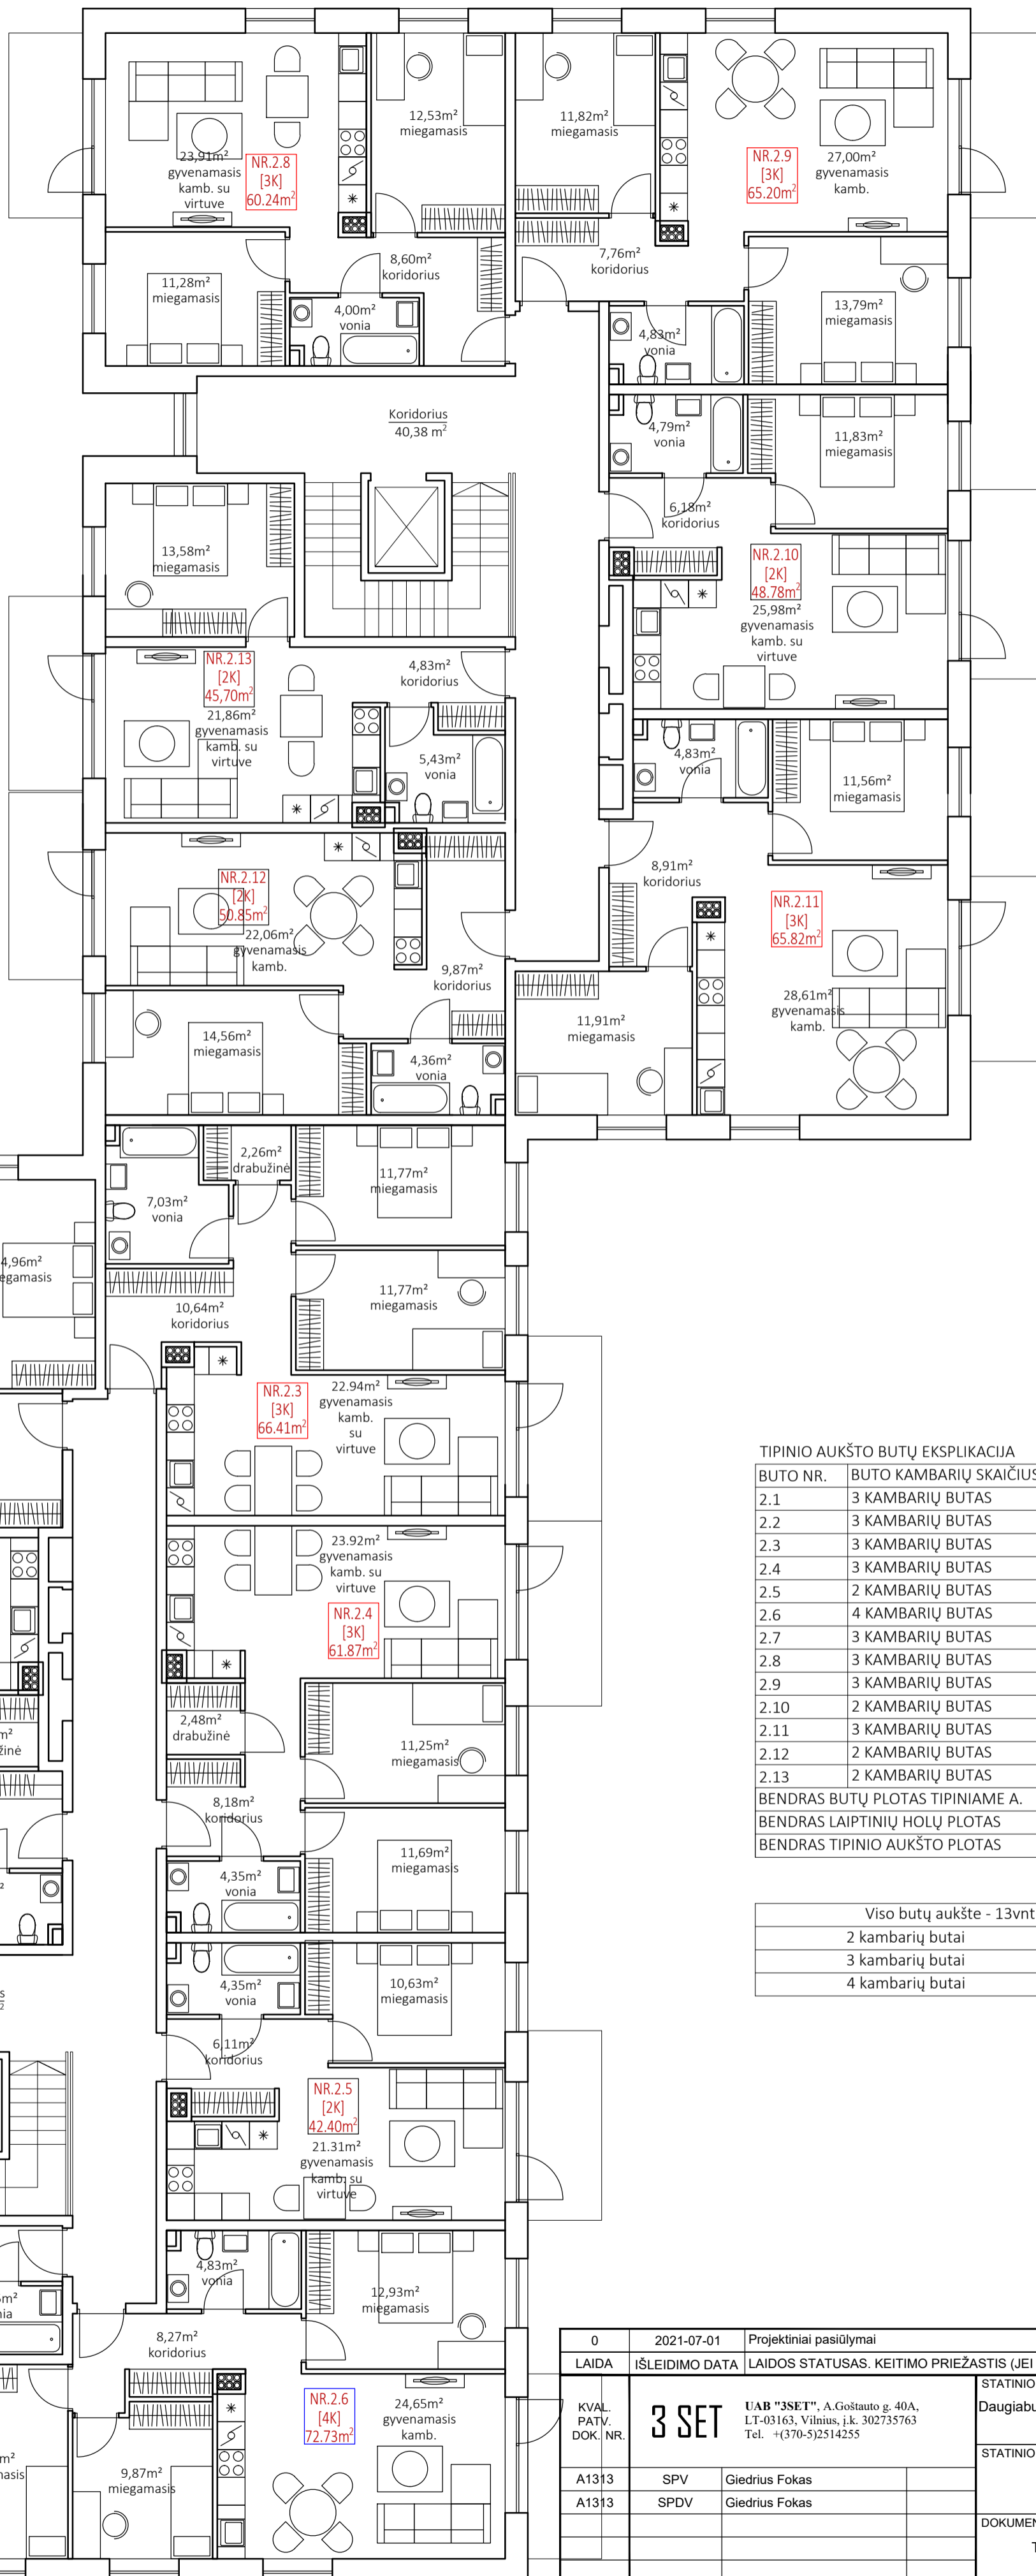 23,91m²
gyvenamasis
kamb. su
virtuve
NR.2.8
[3K]
60.24m²
12,53m²
miegamasis
11,82m²
miegamasis
NR.2.9
[3K]
65.20m²
27,00m²
gyvenamasis
kamb.
11,28m²
miegamasis
8,60m²
koridorius
4,00m²
vonia
7,76m²
koridorius
4,83m²
vonia
13,79m²
miegamasis
Koridorius
40,38 m²
4,79m²
vonia
11,83m²
miegamasis
6,18m²
koridorius
13,58m²
miegamasis
NR.2.10
[2K]
48.78m²
25,98m²
gyvenamasis
kamb. su
virtuve
NR.2.13
[2K]
45,70m²
21,86m²
gyvenamasis
kamb. su
virtuve
4,83m²
koridorius
5,43m²
vonia
4,83m²
vonia
11,56m²
miegamasis
NR.2.12
[2K]
50.85m²
22,06m²
gyvenamasis
kamb.
9,87m²
koridorius
8,91m²
koridorius
NR.2.11
[3K]
65.82m²
28,61m²
gyvenamasis
kamb.
14,56m²
miegamasis
4,36m²
vonia
11,91m²
miegamasis
2,26m²
drabužinė
7,03m²
vonia
11,77m²
miegamasis
4,96m²
egamasis
11,77m²
miegamasis
10,64m²
koridorius
NR.2.3
[3K]
66.41m²
22.94m²
gyvenamasis
kamb.
su
virtuve
23.92m²
gyvenamasis
kamb. su
virtuve
NR.2.4
[3K]
61.87m²
2,48m²
drabužinė
11,25m²
miegamasis
m²
žinė
8,18m²
koridorius
4,35m²
vonia
11,69m²
miegamasis
4,35m²
vonia
10,63m²
miegamasis
6,11m²
koridorius
NR.2.5
[2K]
42.40m²
21.31m²
gyvenamasis
kamb. su
virtuve
4,83m²
vonia
12,93m²
miegamasis
m²
nia
8,27m²
koridorius
NR.2.6
[4K]
72.73m²
24,65m²
gyvenamasis
kamb.
9,87m²
miegamasis
m²
masis
TIPINIO AUKŠTO BUTŲ EKSPLIKACIJA
BUTO NR. BUTO KAMBARIŲ SKAIČIUS
2.1 3 KAMBARIŲ BUTAS
2.2 3 KAMBARIŲ BUTAS
2.3 3 KAMBARIŲ BUTAS
2.4 3 KAMBARIŲ BUTAS
2.5 2 KAMBARIŲ BUTAS
2.6 4 KAMBARIŲ BUTAS
2.7 3 KAMBARIŲ BUTAS
2.8 3 KAMBARIŲ BUTAS
2.9 3 KAMBARIŲ BUTAS
2.10 2 KAMBARIŲ BUTAS
2.11 3 KAMBARIŲ BUTAS
2.12 2 KAMBARIŲ BUTAS
2.13 2 KAMBARIŲ BUTAS
BENDRAS BUTŲ PLOTAS TIPINIAME A.
BENDRAS LAIPTINIŲ HOLŲ PLOTAS
BENDRAS TIPINIO AUKŠTO PLOTAS
Viso butų aukšte - 13vnt
2 kambarių butai
3 kambarių butai
4 kambarių butai
0 2021-07-01 Projektiniai pasiūlymai
LAIDA IŠLEIDIMO DATA LAIDOS STATUSAS. KEITIMO PRIEŽASTIS (JEI
KVAL.
PATV.
DOK. NR.
3 SET
UAB "3SET", A.Goštauto g. 40A,
LT-03163, Vilnius, į.k. 302735763
Tel. +(370-5)2514255
STATINIO
Daugiabu
STATINIO
A1313 SPV Giedrius Fokas
A1313 SPDV Giedrius Fokas
DOKUMEN
T